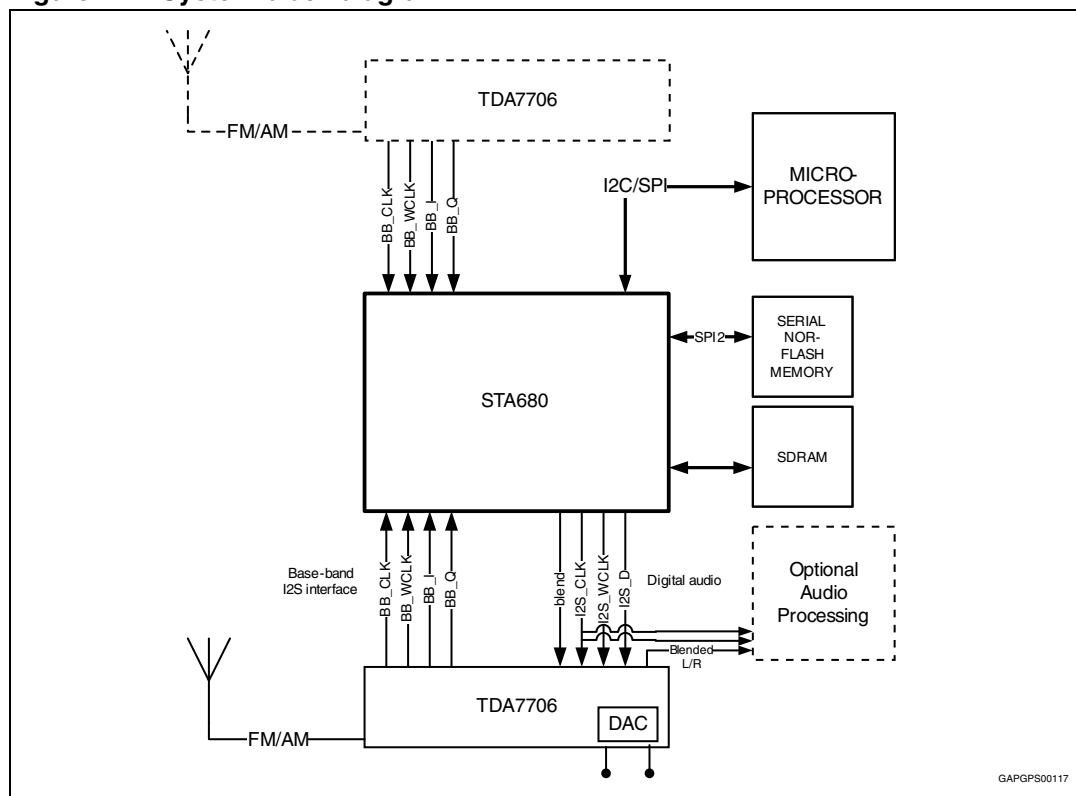 TDA7706
FM/AM
BB_CLK
BB_WCLK
BB_I
BB_Q
I2C/SPI
MICRO-
PROCESSOR
STA680
SPI2
SERIAL
NOR-
FLASH
MEMORY
SDRAM
Base-band
I2S interface
BB_CLK
BB_WCLK
BB_I
BB_Q
blend
I2S_CLK
I2S_WCLK
I2S_D
Digital audio
Optional
Audio
Processing
Blended
L/R
TDA7706
DAC
FM/AM
GAPGPS00117